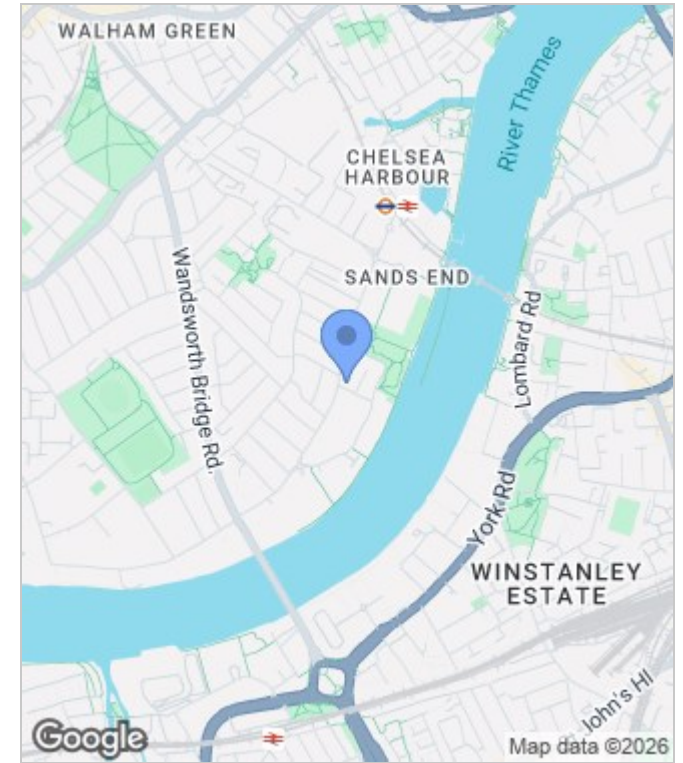 WALHAM GREEN
River Thames
CHELSEA
HARBOUR
SANDS END
Wandsworth Bridge Rd.
Lombard Rd
York Rd
WINSTANLEY
ESTATE
John's Hl
Google
Map data ©2026